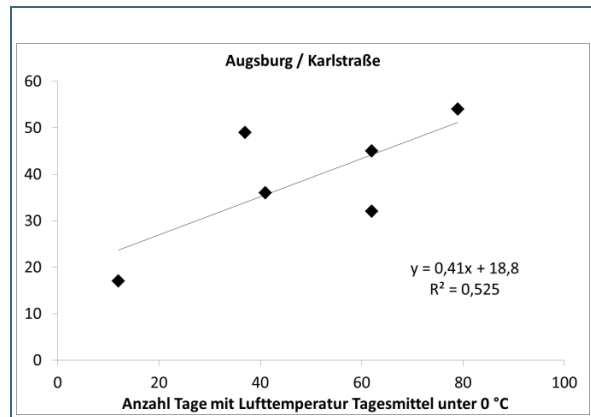 Augsburg / Karlstraße
60
50
40
30
20
10
0
y = 0,41x + 18,8
R² = 0,525
0 20 40 60 80 100
Anzahl Tage mit Lufttemperatur Tagesmittel unter 0 °C